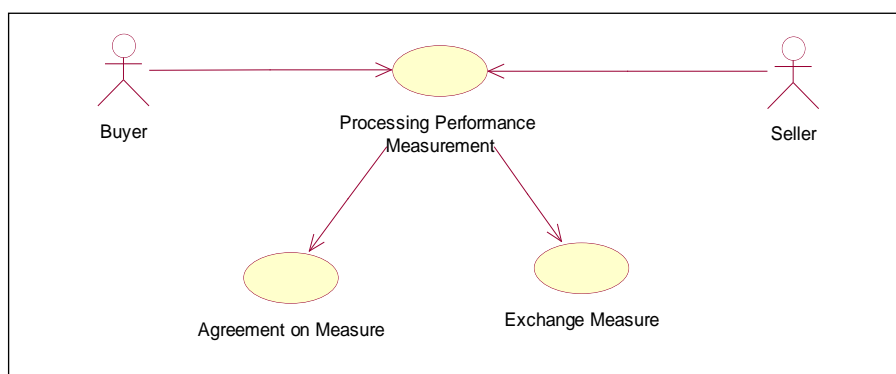 Buyer
Processing Performance
Measurement
Seller
Agreement on Measure
Exchange Measure